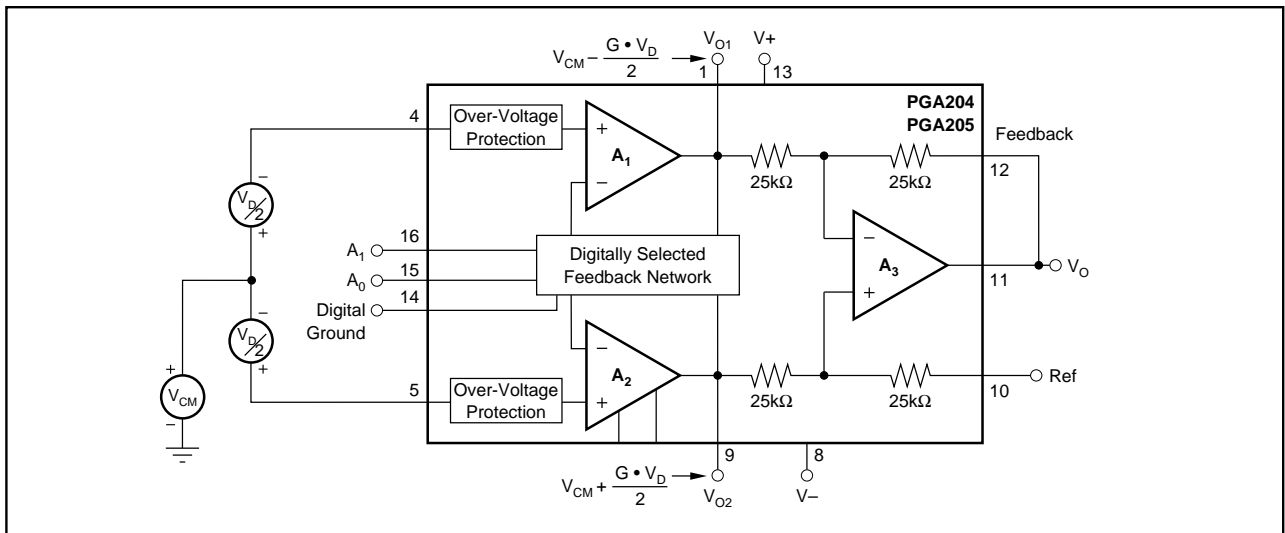 V_CM − G • V_D / 2
V_O1
V+
1
13
PGA204
PGA205
4
Over-Voltage
Protection
+
A_1
−
25kΩ
25kΩ
Feedback
12
−
V_D/2
+
16
A_1
15
A_0
14
Digital
Ground
Digitally Selected
Feedback Network
−
A_3
+
11
V_O
−
V_D/2
+
+
V_CM
−
5
Over-Voltage
Protection
−
A_2
+
25kΩ
25kΩ
10
Ref
9
8
V_CM + G • V_D / 2
V_O2
V−